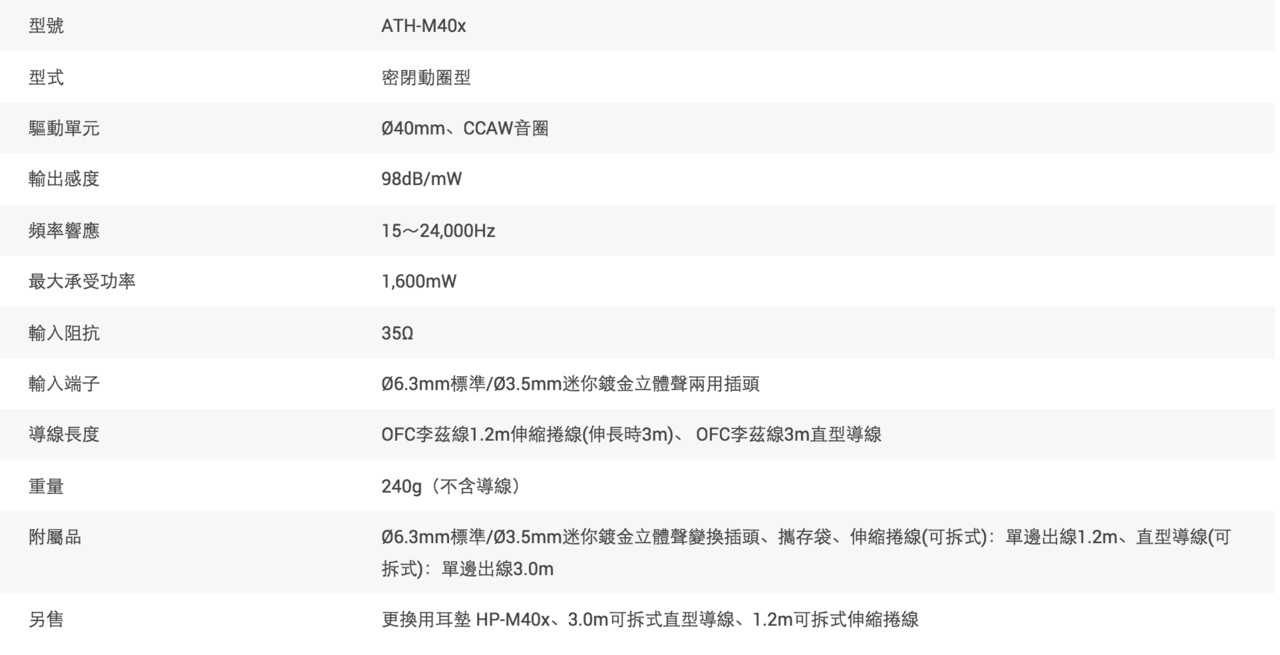 型號 ATH-M40x
型式 密閉動圈型
驅動單元 Ø40mm、CCAW音圈
輸出感度 98dB/mW
頻率響應 15～24,000Hz
最大承受功率 1,600mW
輸入阻抗 35Ω
輸入端子 Ø6.3mm標準/Ø3.5mm迷你鍍金立體聲兩用插頭
導線長度 OFC李茲線1.2m伸縮捲線(伸長時3m)、 OFC李茲線3m直型導線
重量 240g（不含導線）
附屬品 Ø6.3mm標準/Ø3.5mm迷你鍍金立體聲變換插頭、攜存袋、伸縮捲線(可拆式)：單邊出線1.2m、直型導線(可
拆式)：單邊出線3.0m
另售 更換用耳墊 HP-M40x、3.0m可拆式直型導線、1.2m可拆式伸縮捲線